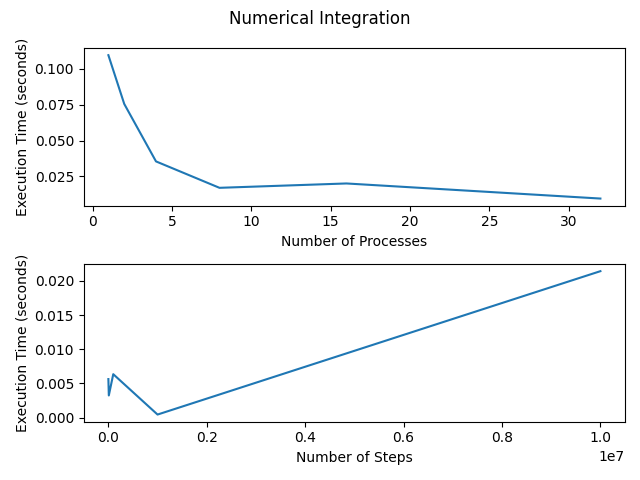 Numerical Integration
Execution Time (seconds)
0.100
0.075
0.050
0.025
0 5 10 15 20 25 30
Number of Processes
Execution Time (seconds)
0.020
0.015
0.010
0.005
0.000
0.0 0.2 0.4 0.6 0.8 1.0
1e7
Number of Steps